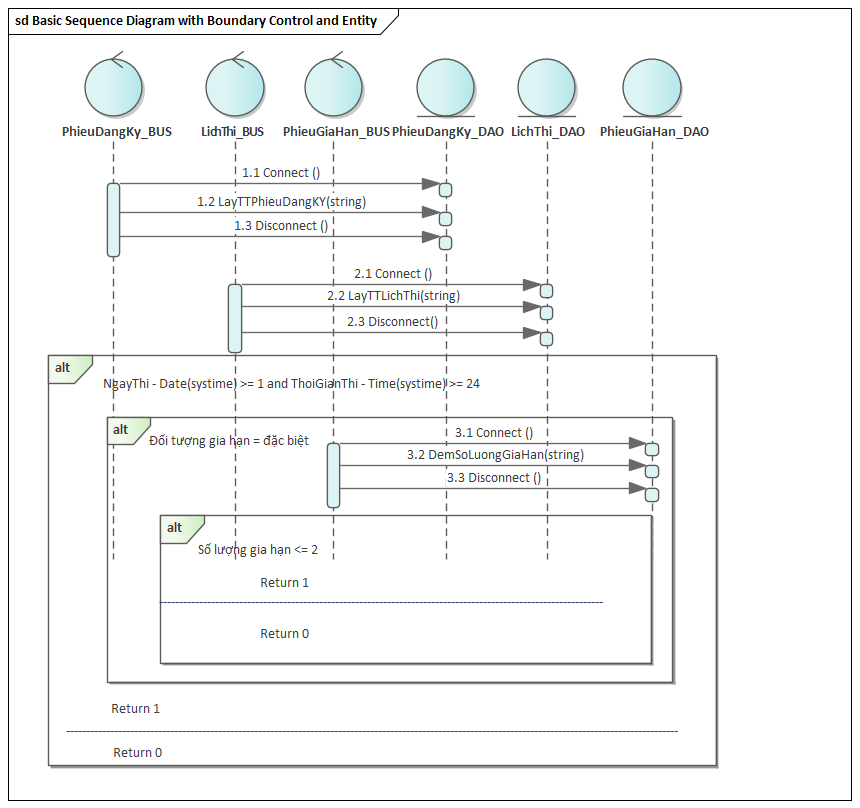 sd Basic Sequence Diagram with Boundary Control and Entity
PhieuDangKy_BUS
LichThi_BUS
PhieuGiaHan_BUS
PhieuDangKy_DAO
LichThi_DAO
PhieuGiaHan_DAO
1.1 Connect ()
1.2 LayTTPhieuDangKY(string)
1.3 Disconnect ()
2.1 Connect ()
2.2 LayTTLichThi(string)
2.3 Disconnect()
alt
NgayThi - Date(systime) >= 1 and ThoiGianThi - Time(systime) >= 24
alt
Đối tượng gia hạn = đặc biệt
3.1 Connect ()
3.2 DemSoLuongGiaHan(string)
3.3 Disconnect ()
alt
Số lượng gia hạn <= 2
Return 1
Return 0
Return 1
Return 0